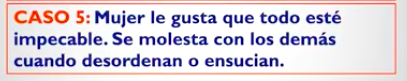 CASO 5: Mujer le gusta que todo esté
impecable. Se molesta con los demás
cuando desordenan o ensucian.